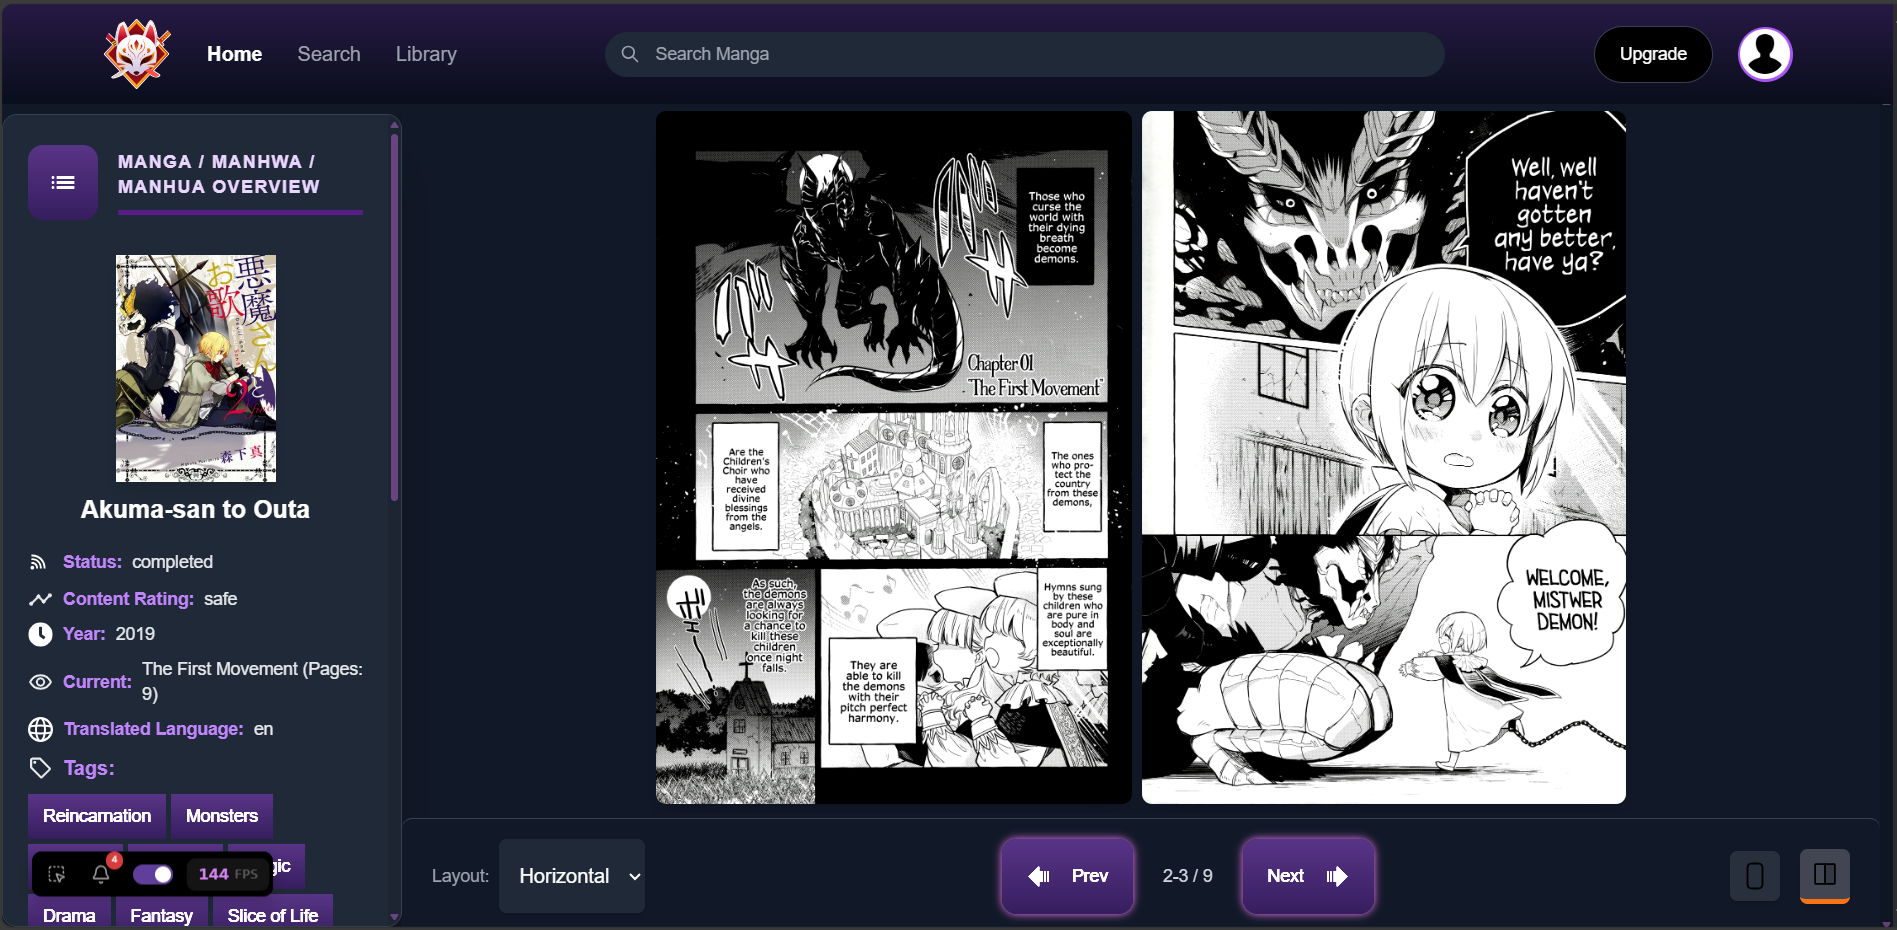 Home
Search
Library
Search Manga
Upgrade
MANGA / MANHWA /
MANHUA OVERVIEW
悪魔さんと
お歌
2
森下真
Akuma-san to Outa
Status: completed
Content Rating: safe
Year: 2019
Current: The First Movement (Pages:
9)
Translated Language: en
Tags:
Reincarnation
Monsters
gic
4
144 FPS
Drama
Fantasy
Slice of Life
Those who
curse the
world with
their dying
breath
become
demons.
Chapter 01
"The First Movement"
The ones
who pro-
tect the
country
from these
demons,
Are the
Children's
Choir who
have
received
divine
blessings
from the
angels.
Hymns sung
by these
children who
are pure in
body and
soul are
exceptionally
beautiful.
They are
able to kill
the demons
with their
pitch perfect
harmony.
As such,
the demons
are always
looking for
a chance to
kill these
children
once night
falls.
Well, well
haven't
gotten
any better,
have ya?
WELCOME,
MISTWER
DEMON!
Layout:
Horizontal
Prev
2-3 / 9
Next